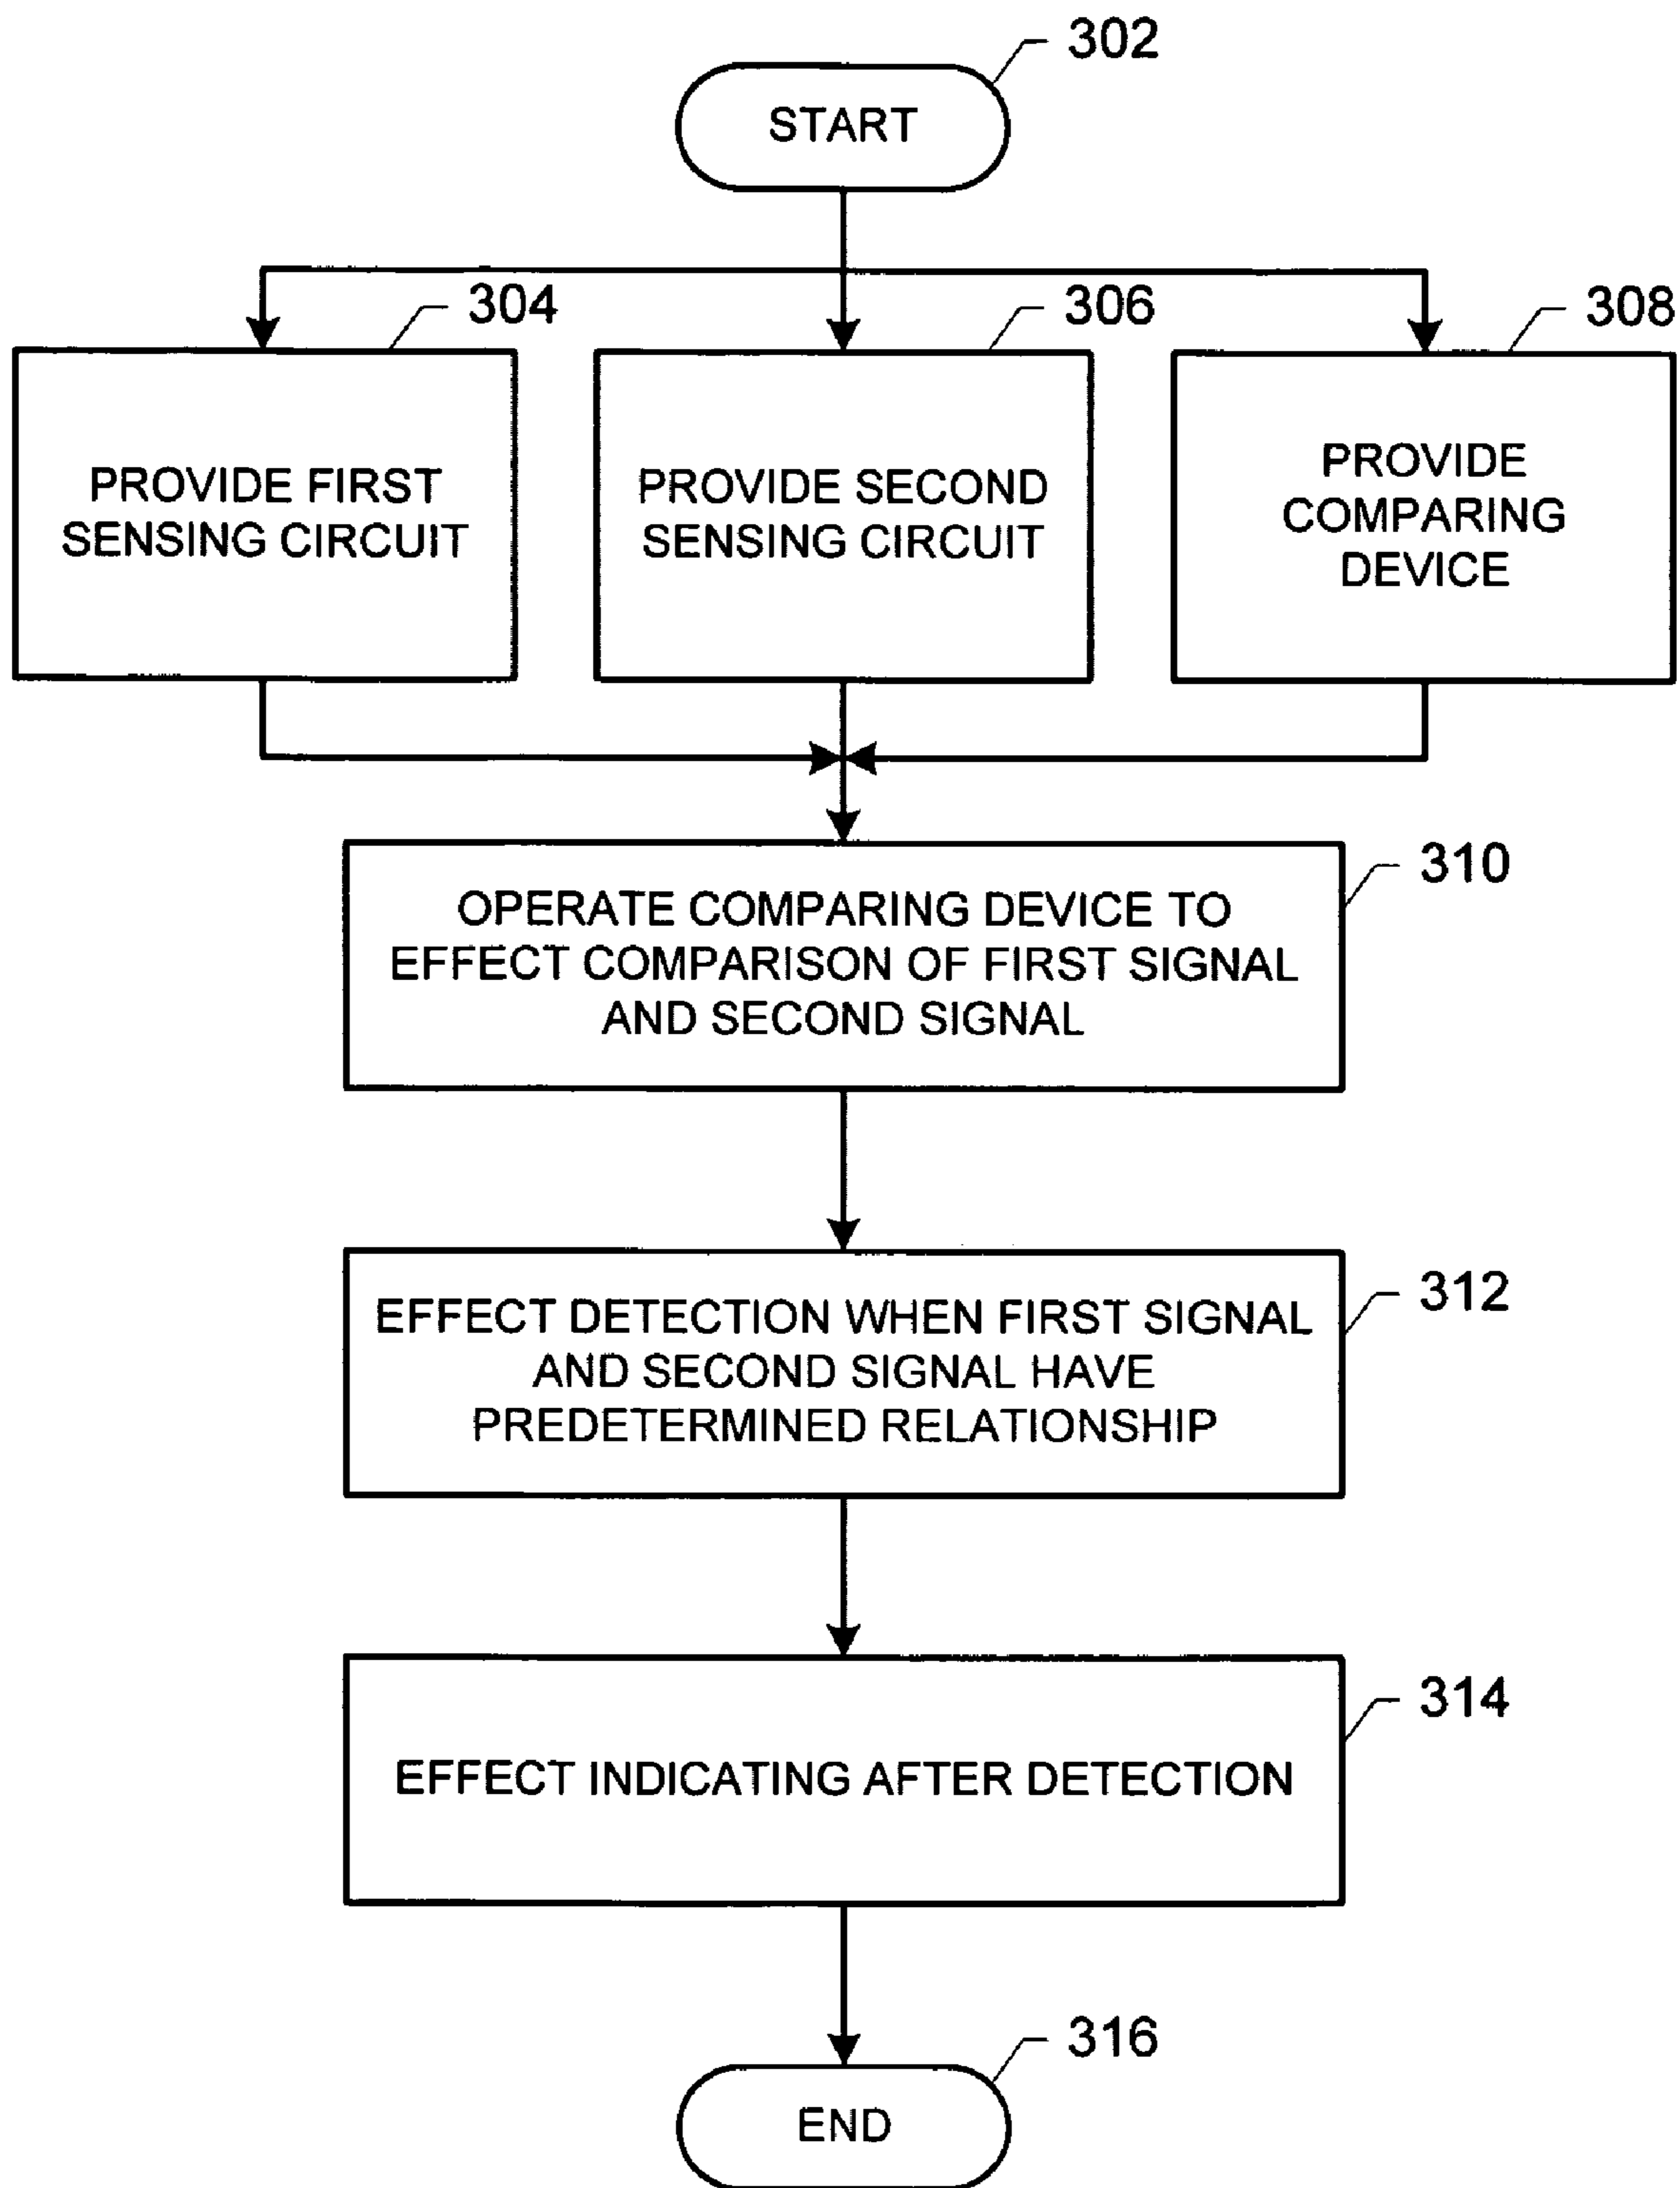 302
START
304
306
308
PROVIDE FIRST
SENSING CIRCUIT
PROVIDE SECOND
SENSING CIRCUIT
PROVIDE
COMPARING
DEVICE
310
OPERATE COMPARING DEVICE TO
EFFECT COMPARISON OF FIRST SIGNAL
AND SECOND SIGNAL
312
EFFECT DETECTION WHEN FIRST SIGNAL
AND SECOND SIGNAL HAVE
PREDETERMINED RELATIONSHIP
314
EFFECT INDICATING AFTER DETECTION
316
END